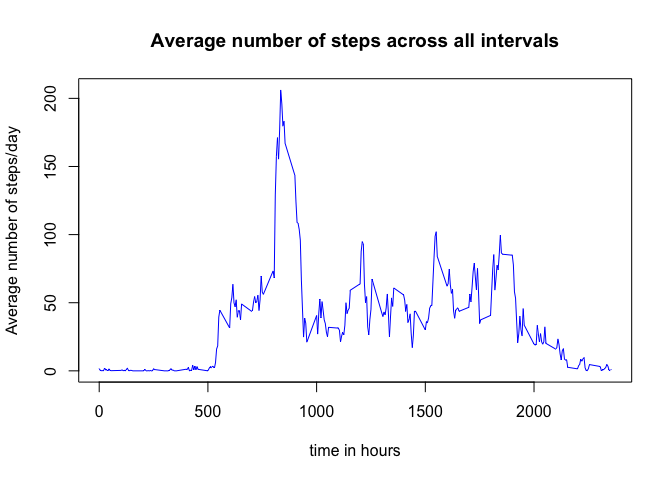 Average number of steps across all intervals
Average number of steps/day
200
150
100
50
0
0 500 1000 1500 2000
time in hours